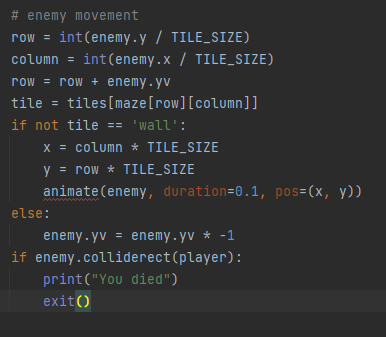 # enemy movement
row = int(enemy.y / TILE_SIZE)
column = int(enemy.x / TILE_SIZE)
row = row + enemy.yv
tile = tiles[maze[row][column]]
if not tile == 'wall':
    x = column * TILE_SIZE
    y = row * TILE_SIZE
    animate(enemy, duration=0.1, pos=(x, y))
else:
    enemy.yv = enemy.yv * -1
if enemy.colliderect(player):
    print("You died")
    exit()